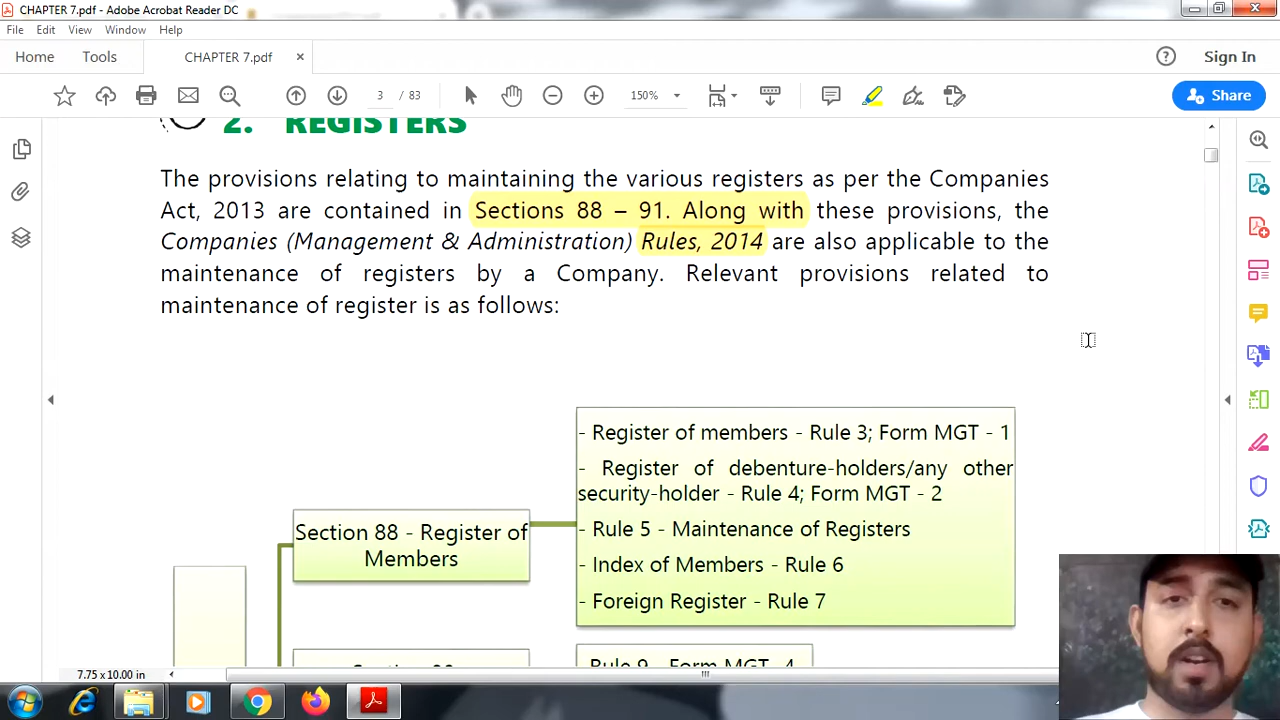 CHAPTER 7.pdf - Adobe Acrobat Reader DC
File Edit View Window Help
Home Tools CHAPTER 7.pdf × Sign In
3 / 83 150% Share
2. REGISTERS
The provisions relating to maintaining the various registers as per the Companies
Act, 2013 are contained in Sections 88 – 91. Along with these provisions, the
Companies (Management & Administration) Rules, 2014 are also applicable to the
maintenance of registers by a Company. Relevant provisions related to
maintenance of register is as follows:
- Register of members - Rule 3; Form MGT - 1
- Register of debenture-holders/any other
security-holder - Rule 4; Form MGT - 2
- Rule 5 - Maintenance of Registers
- Index of Members - Rule 6
- Foreign Register - Rule 7
Section 88 - Register of
Members
Rule 9 - Form MGT - 4
7.75 x 10.00 in